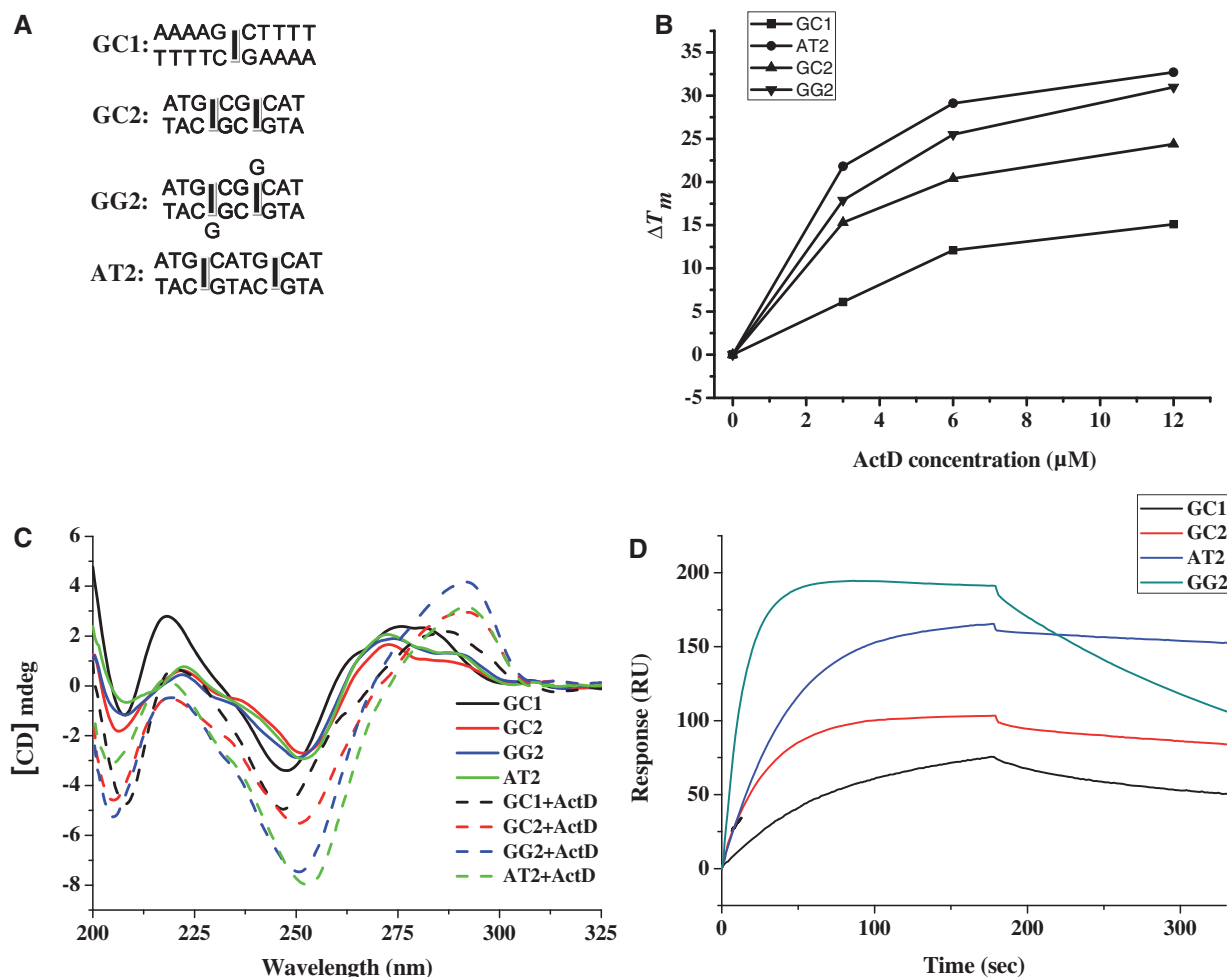 A
GC1:
AAAAG CTTTT
TTTTC GAAAA
GC2:
ATG CG CAT
TAC GC GTA
GG2:
G
ATG CG CAT
TAC GC GTA
G
AT2:
ATG CATG CAT
TAC GTAC GTA
B
GC1
AT2
GC2
GG2
35
30
25
20
15
10
5
0
-5
ΔTm
0 2 4 6 8 10 12
ActD concentration (µM)
C
6
4
2
0
-2
-4
-6
-8
[CD] mdeg
GC1
GC2
GG2
AT2
GC1+ActD
GC2+ActD
GG2+ActD
AT2+ActD
200 225 250 275 300 325
Wavelength (nm)
D
GC1
GC2
AT2
GG2
200
150
100
50
0
Response (RU)
0 100 200 300
Time (sec)